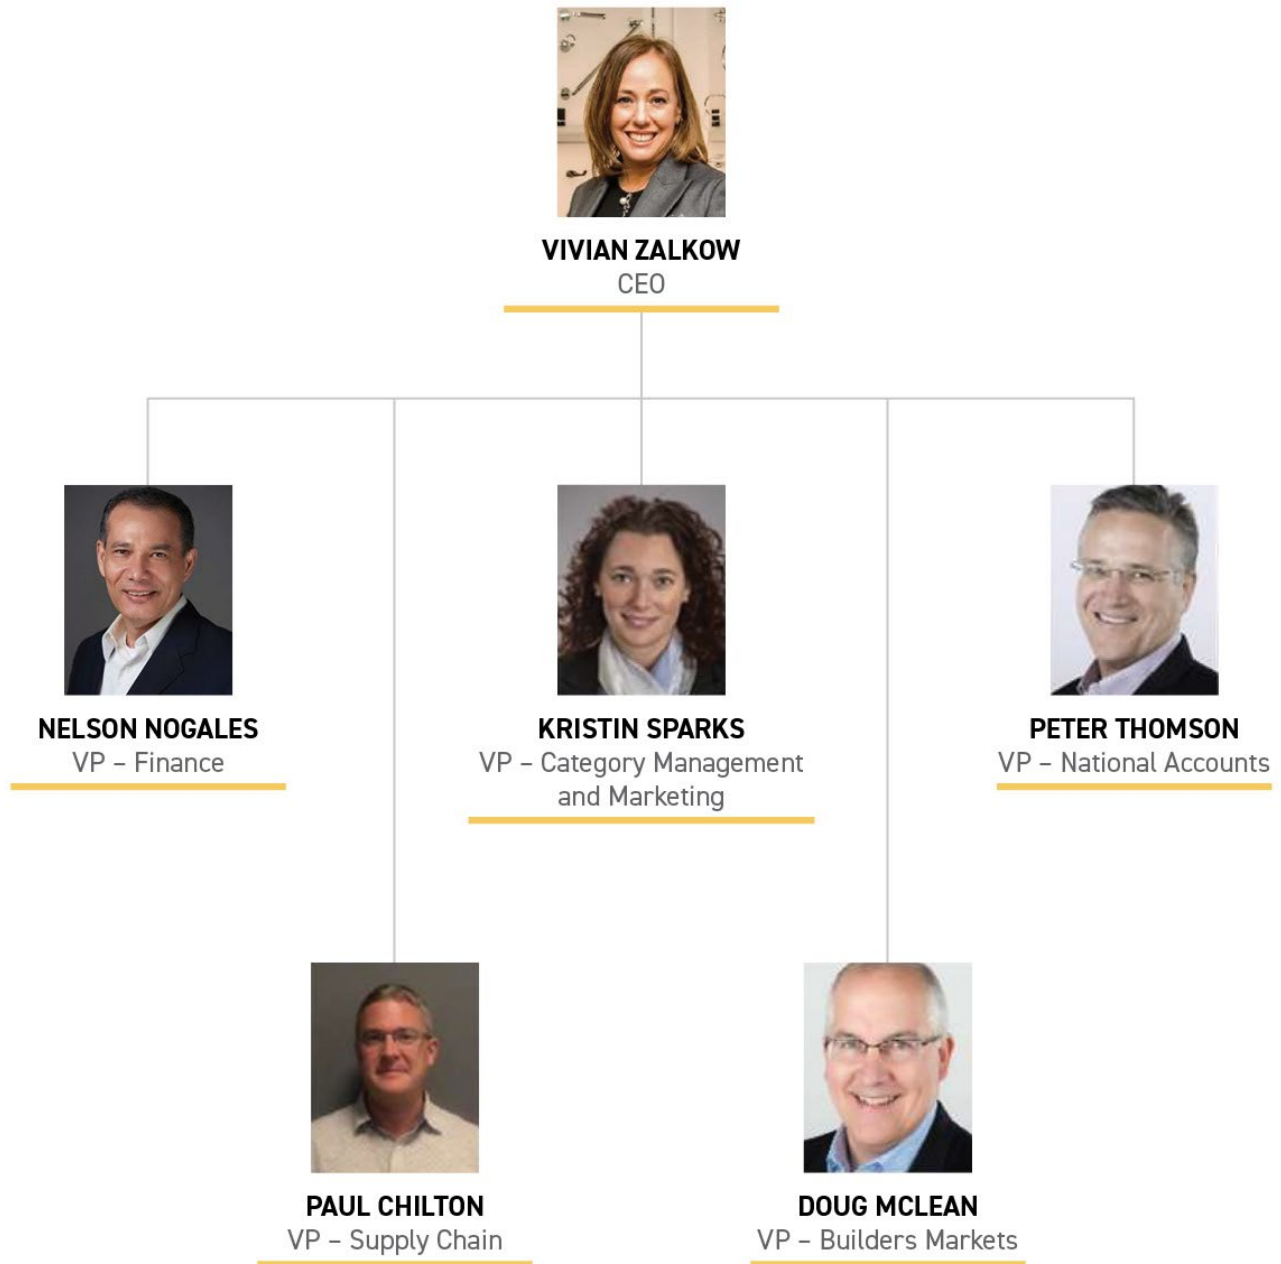 VIVIAN ZALKOW
CEO
NELSON NOGALES
VP – Finance
KRISTIN SPARKS
VP – Category Management
and Marketing
PETER THOMSON
VP – National Accounts
PAUL CHILTON
VP – Supply Chain
DOUG MCLEAN
VP – Builders Markets